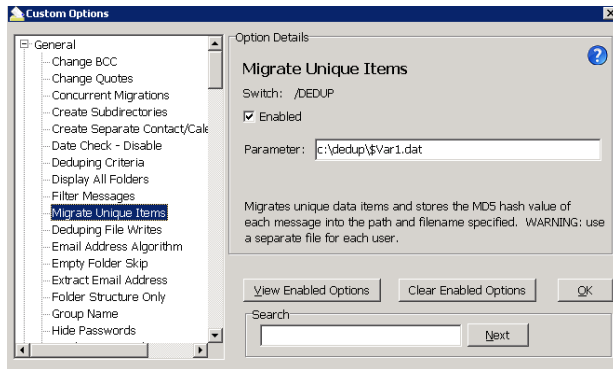 Custom Options
General
Change BCC
Change Quotes
Concurrent Migrations
Create Subdirectories
Create Separate Contact/Cale
Date Check - Disable
Deduping Criteria
Display All Folders
Filter Messages
Migrate Unique Items
Deduping File Writes
Email Address Algorithm
Empty Folder Skip
Extract Email Address
Folder Structure Only
Group Name
Hide Passwords
Option Details
Migrate Unique Items
Switch: /DEDUP
Enabled
Parameter: c:\dedup\$Var1.dat
Migrates unique data items and stores the MD5 hash value of
each message into the path and filename specified. WARNING: use
a separate file for each user.
View Enabled Options Clear Enabled Options OK
Search
Next